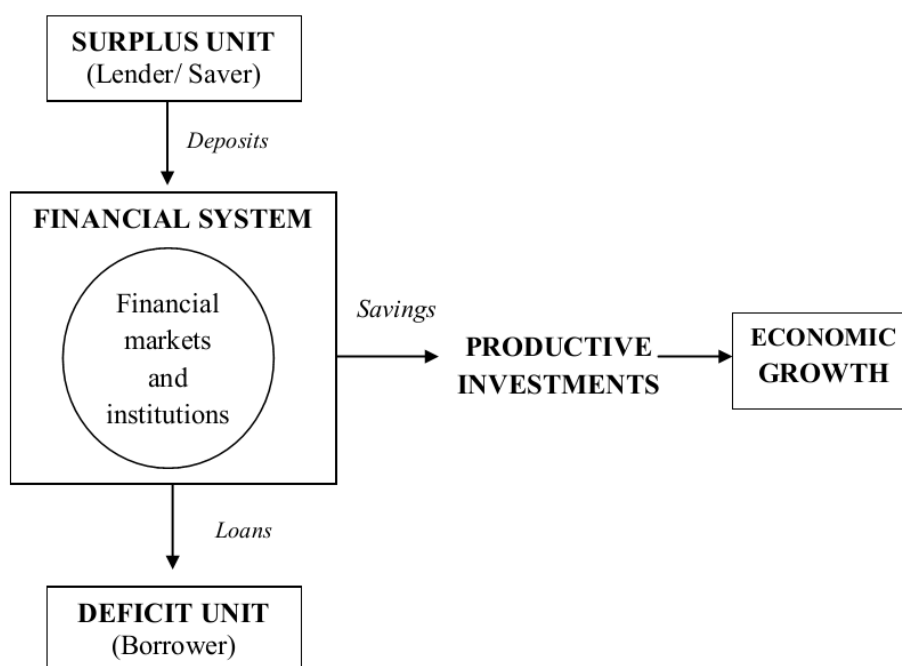 SURPLUS UNIT
(Lender/ Saver)
Deposits
FINANCIAL SYSTEM
Financial
markets
and
institutions
Savings
PRODUCTIVE
INVESTMENTS
ECONOMIC
GROWTH
Loans
DEFICIT UNIT
(Borrower)